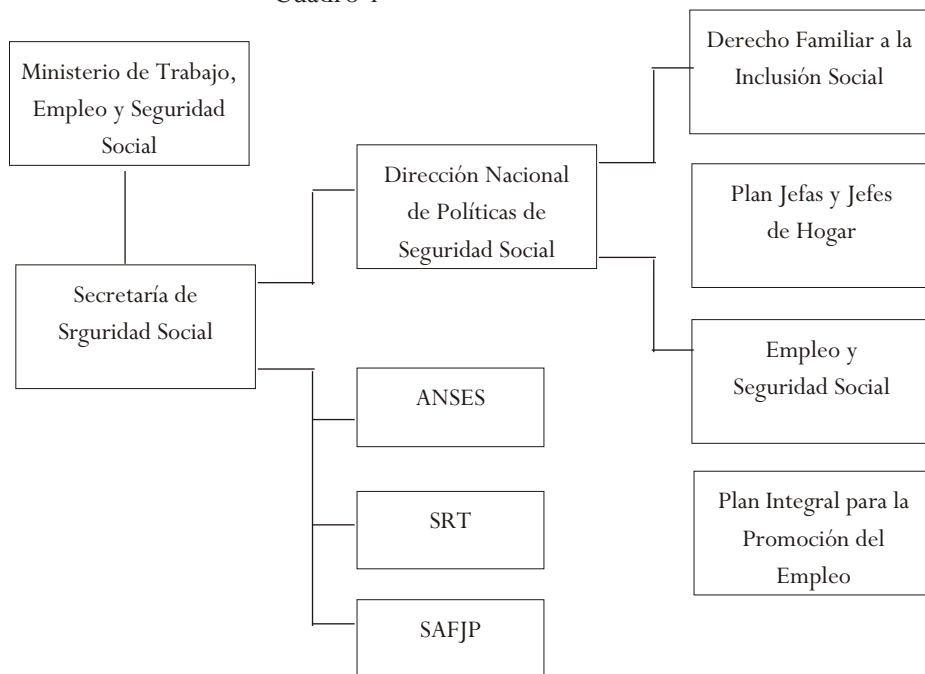 Derecho Familiar a la
Inclusión Social
Ministerio de Trabajo,
Empleo y Seguridad
Social
Dirección Nacional
de Políticas de
Seguridad Social
Plan Jefas y Jefes
de Hogar
Secretaría de
Srguridad Social
Empleo y
Seguridad Social
ANSES
Plan Integral para la
Promoción del
Empleo
SRT
SAFJP